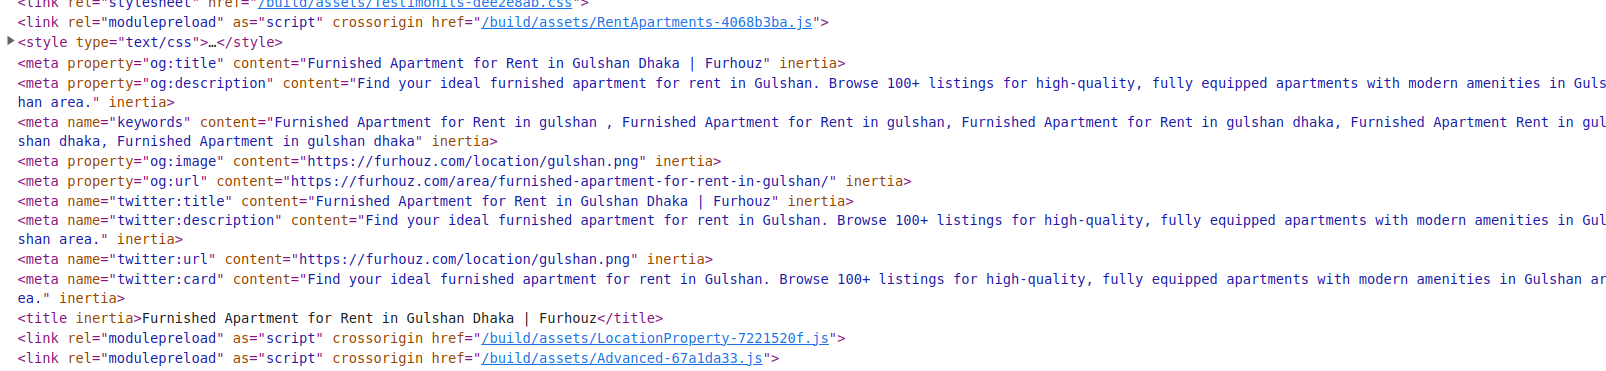 <link rel="stylesheet" href="/build/assets/Testimonils-dee2e8ab.css">
<link rel="modulepreload" as="script" crossorigin href="/build/assets/RentApartments-4068b3ba.js">
<style type="text/css">…</style>
<meta property="og:title" content="Furnished Apartment for Rent in Gulshan Dhaka | Furhouz" inertia>
<meta property="og:description" content="Find your ideal furnished apartment for rent in Gulshan. Browse 100+ listings for high-quality, fully equipped apartments with modern amenities in Guls
han area." inertia>
<meta name="keywords" content="Furnished Apartment for Rent in gulshan , Furnished Apartment for Rent in gulshan, Furnished Apartment for Rent in gulshan dhaka, Furnished Apartment Rent in gul
shan dhaka, Furnished Apartment in gulshan dhaka" inertia>
<meta property="og:image" content="https://furhouz.com/location/gulshan.png" inertia>
<meta property="og:url" content="https://furhouz.com/area/furnished-apartment-for-rent-in-gulshan/" inertia>
<meta name="twitter:title" content="Furnished Apartment for Rent in Gulshan Dhaka | Furhouz" inertia>
<meta name="twitter:description" content="Find your ideal furnished apartment for rent in Gulshan. Browse 100+ listings for high-quality, fully equipped apartments with modern amenities in Gul
shan area." inertia>
<meta name="twitter:url" content="https://furhouz.com/location/gulshan.png" inertia>
<meta name="twitter:card" content="Find your ideal furnished apartment for rent in Gulshan. Browse 100+ listings for high-quality, fully equipped apartments with modern amenities in Gulshan ar
ea." inertia>
<title inertia>Furnished Apartment for Rent in Gulshan Dhaka | Furhouz</title>
<link rel="modulepreload" as="script" crossorigin href="/build/assets/LocationProperty-7221520f.js">
<link rel="modulepreload" as="script" crossorigin href="/build/assets/Advanced-67a1da33.js">